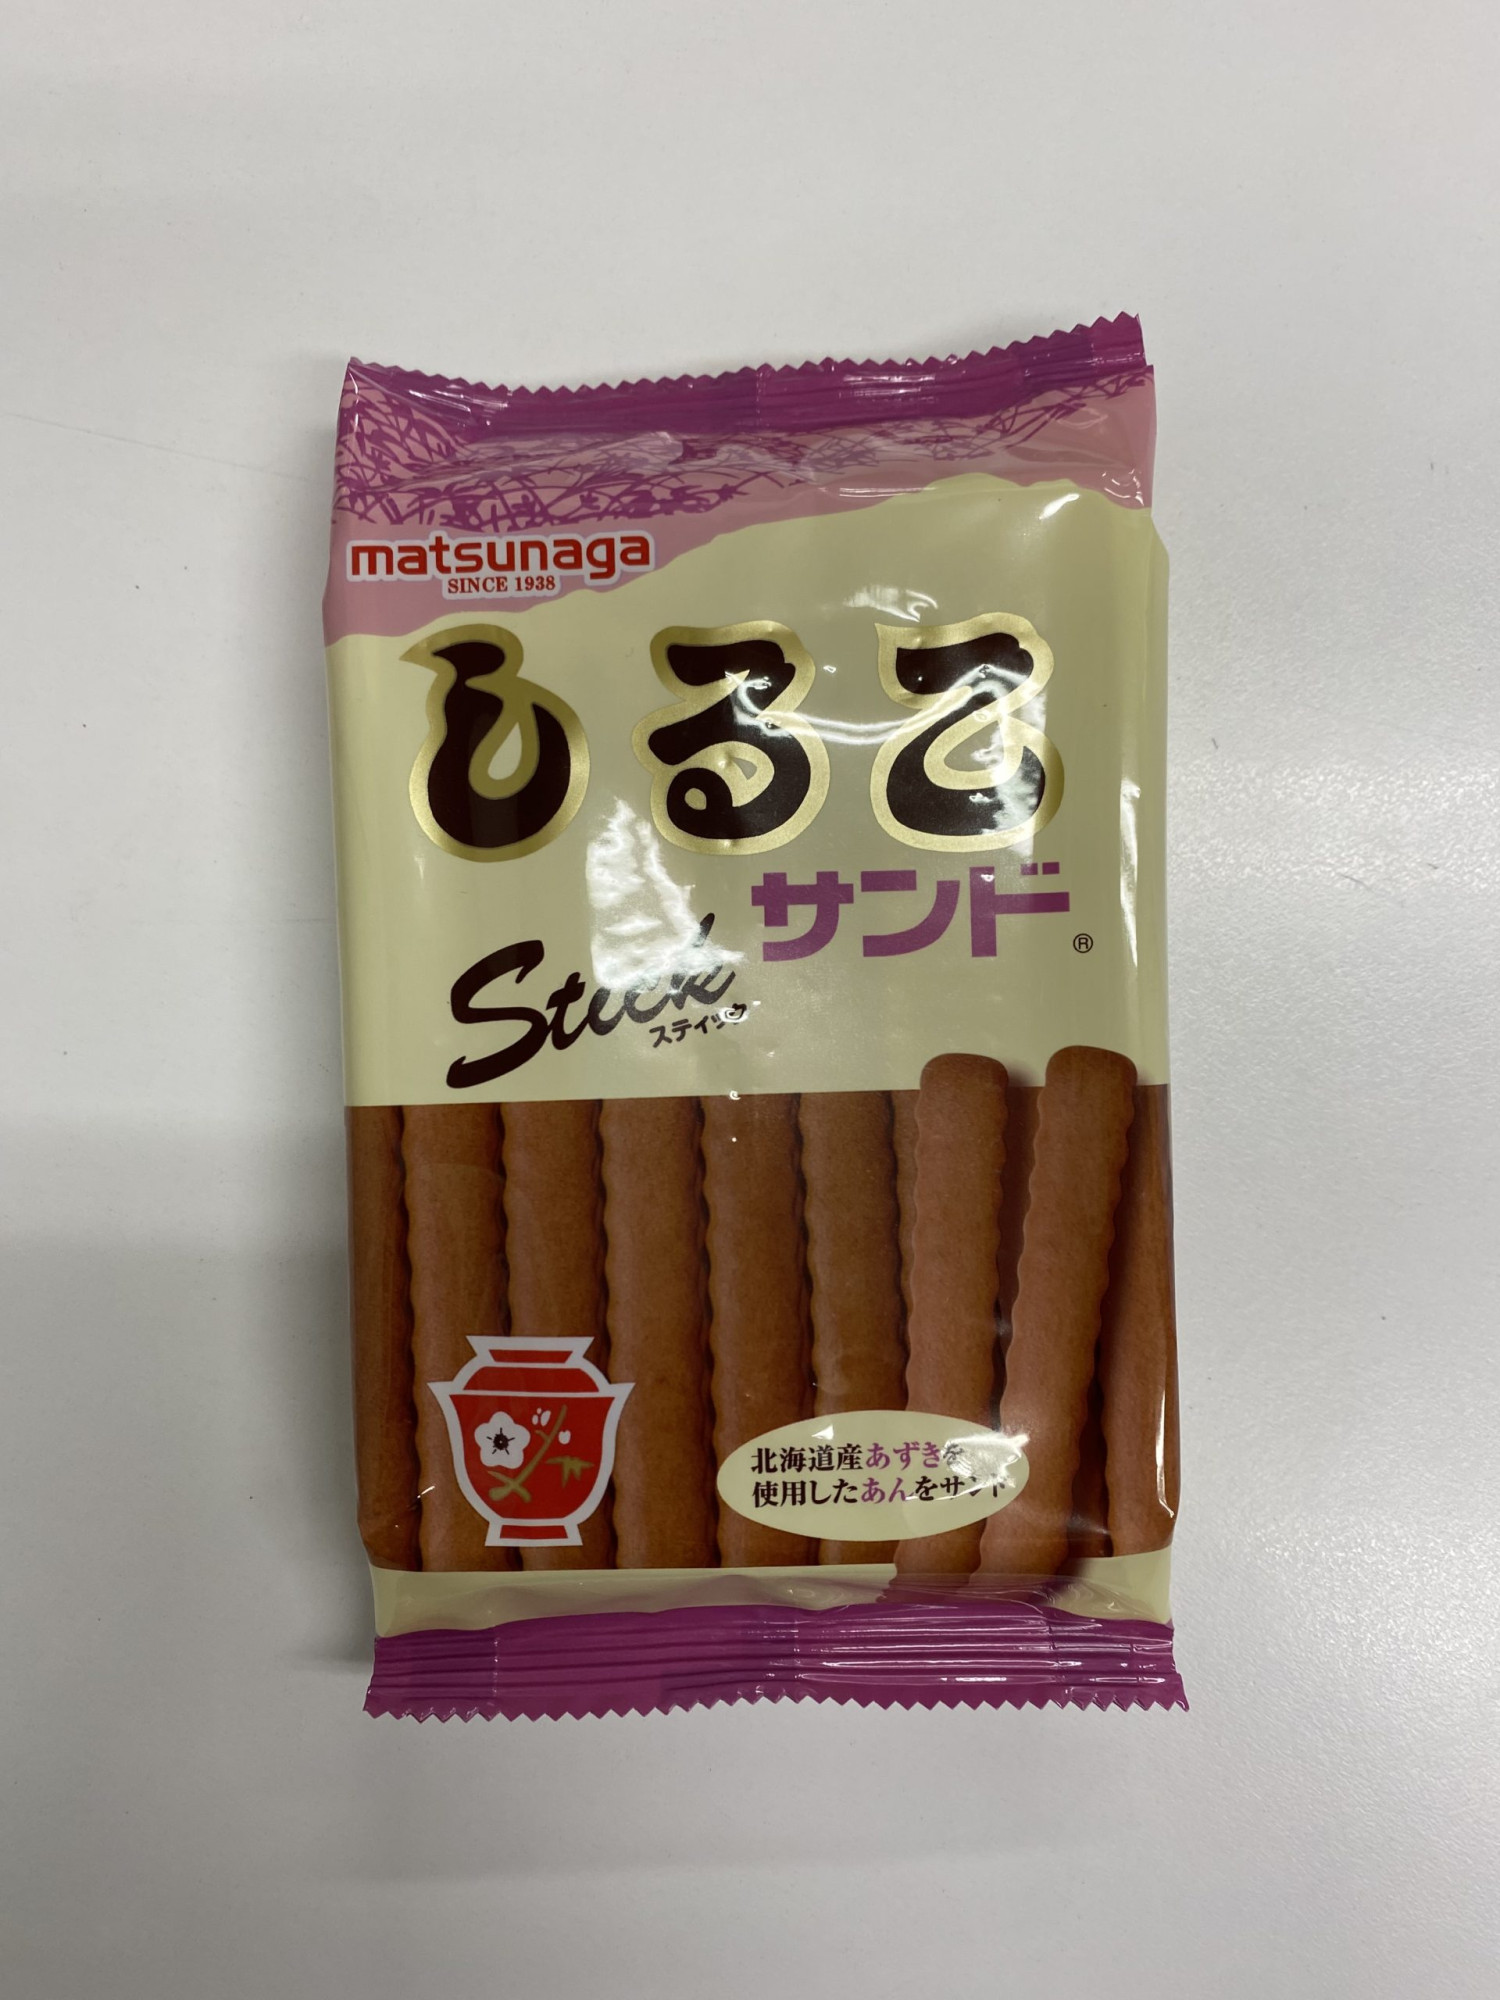 matsunaga
SINCE 1938
しるこ
サンド®
Stick
スティック
北海道産あずきを
使用したあんをサンド